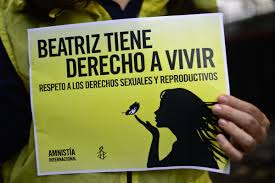 BEATRIZ TIENE
DERECHO A VIVIR
RESPETO A LOS DERECHOS SEXUALES Y REPRODUCTIVOS
AMNISTÍA
INTERNACIONAL